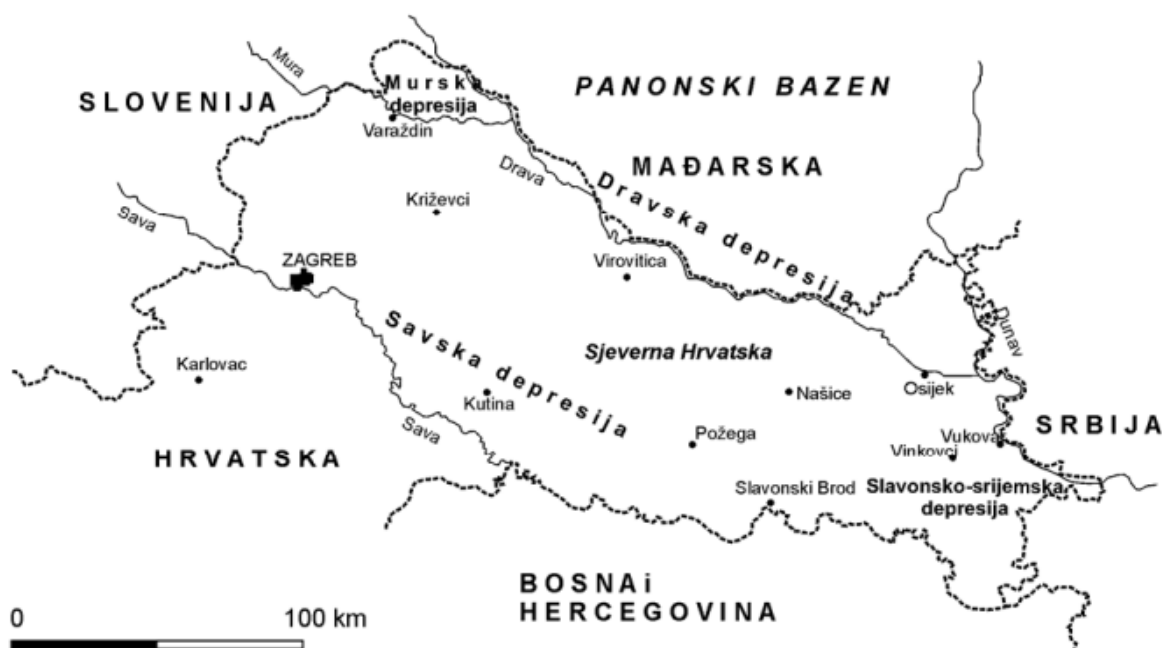 Mura
SLOVENIJA
Murska
depresija
Varaždin
PANONSKI BAZEN
MAĐARSKA
Drava
Dravska depresija
Križevci
Sava
ZAGREB
Virovitica
Dunav
Savska depresija
Sjeverna Hrvatska
Karlovac
Kutina
Našice
Osijek
Sava
HRVATSKA
Požega
SRBIJA
Vukovar
Vinkovci
Slavonski Brod
Slavonsko-srijemska
depresija
BOSNA i
HERCEGOVINA
0 100 km